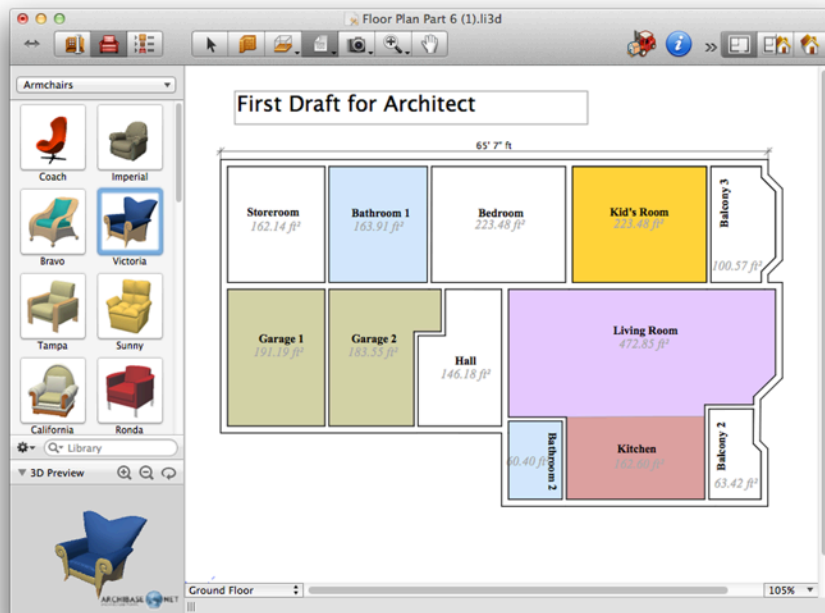 Floor Plan Part 6 (1).li3d
Armchairs
Coach
Imperial
Bravo
Victoria
Tampa
Sunny
California
Ronda
Library
3D Preview
ARCHIBASE NET
First Draft for Architect
65' 7" ft
Storeroom
162.14 ft²
Bathroom 1
163.91 ft²
Bedroom
223.48 ft²
Kid's Room
223.48 ft²
Balcony 3
100.57 ft²
Garage 1
191.19 ft²
Garage 2
183.55 ft²
Hall
146.18 ft²
Living Room
472.85 ft²
Bathroom 2
60.40 ft²
Kitchen
Balcony 2
63.42 ft²
Ground Floor
105%